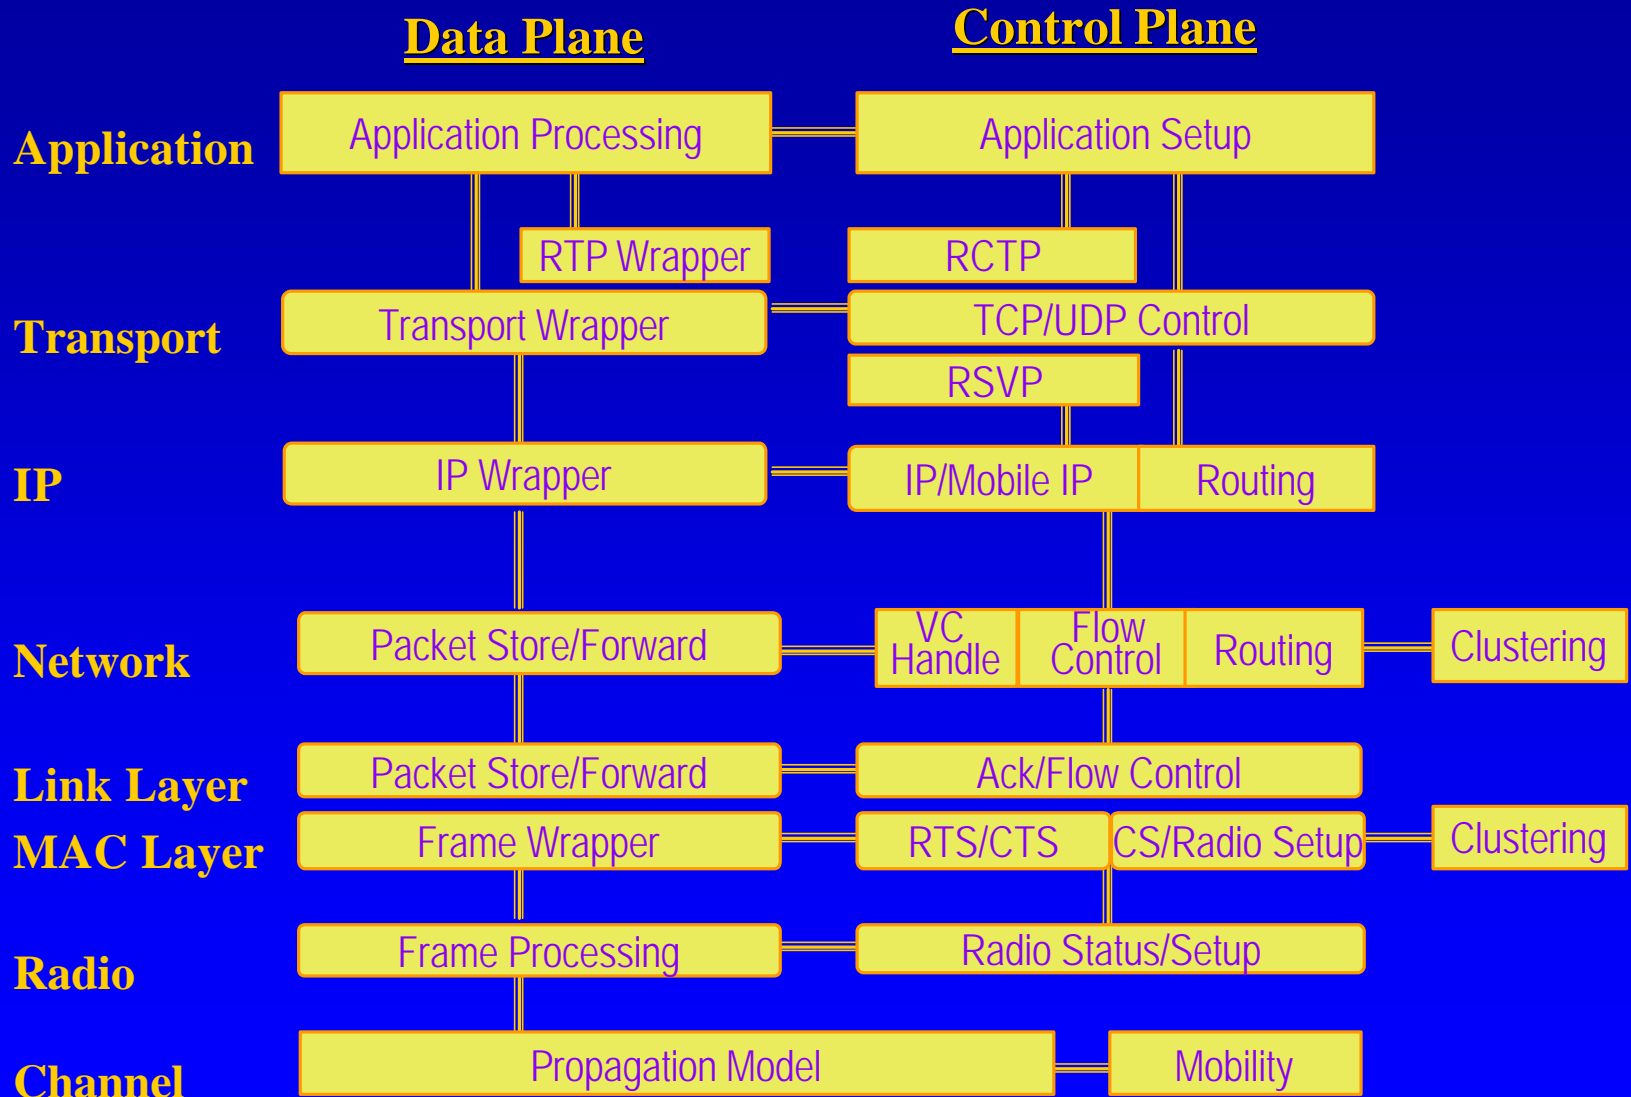 Data Plane
Control Plane
Application
Application Processing
Application Setup
RTP Wrapper
RCTP
Transport
Transport Wrapper
TCP/UDP Control
RSVP
IP
IP Wrapper
IP/Mobile IP
Routing
Network
Packet Store/Forward
VC
Handle
Flow
Control
Routing
Clustering
Link Layer
Packet Store/Forward
Ack/Flow Control
MAC Layer
Frame Wrapper
RTS/CTS
CS/Radio Setup
Clustering
Radio
Frame Processing
Radio Status/Setup
Channel
Propagation Model
Mobility